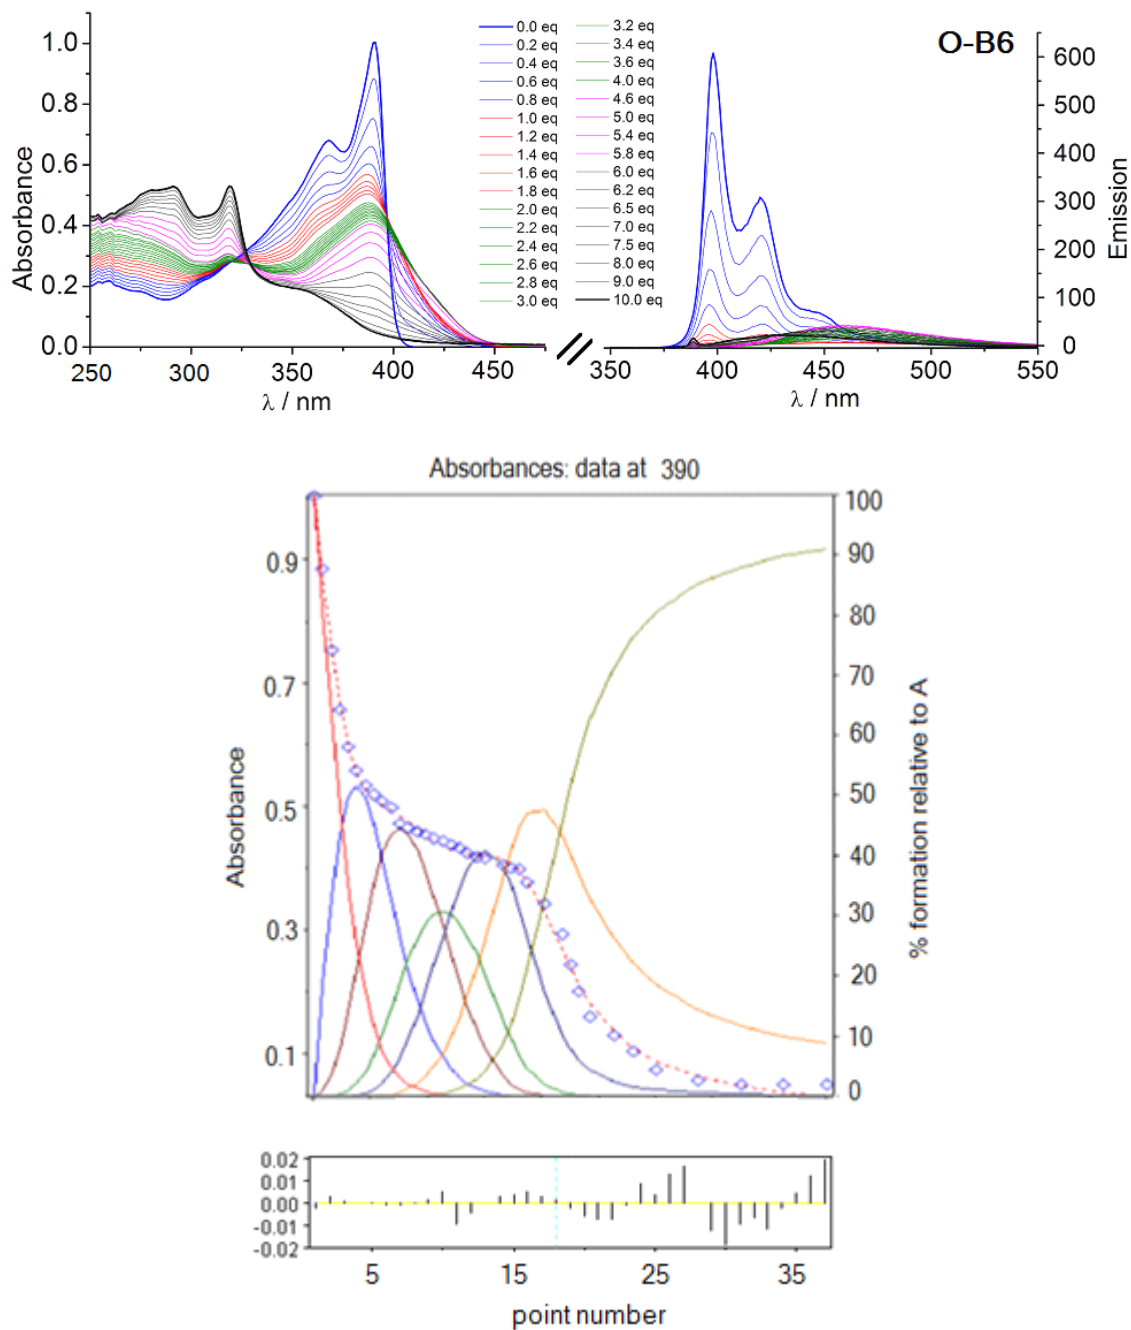 O-B6
Absorbance
1.0
0.8
0.6
0.4
0.2
0.0
250
300
350
400
450
λ / nm
0.0 eq
0.2 eq
0.4 eq
0.6 eq
0.8 eq
1.0 eq
1.2 eq
1.4 eq
1.6 eq
1.8 eq
2.0 eq
2.2 eq
2.4 eq
2.6 eq
2.8 eq
3.0 eq
3.2 eq
3.4 eq
3.6 eq
4.0 eq
4.6 eq
5.0 eq
5.4 eq
5.8 eq
6.0 eq
6.2 eq
6.5 eq
7.0 eq
7.5 eq
8.0 eq
9.0 eq
10.0 eq
350
400
450
500
550
λ / nm
600
500
400
300
200
100
0
Emission
Absorbances: data at 390
Absorbance
0.9
0.7
0.5
0.3
0.1
100
90
80
70
60
50
40
30
20
10
0
% formation relative to A
0.02
0.01
0.00
-0.01
-0.02
5
15
25
35
point number